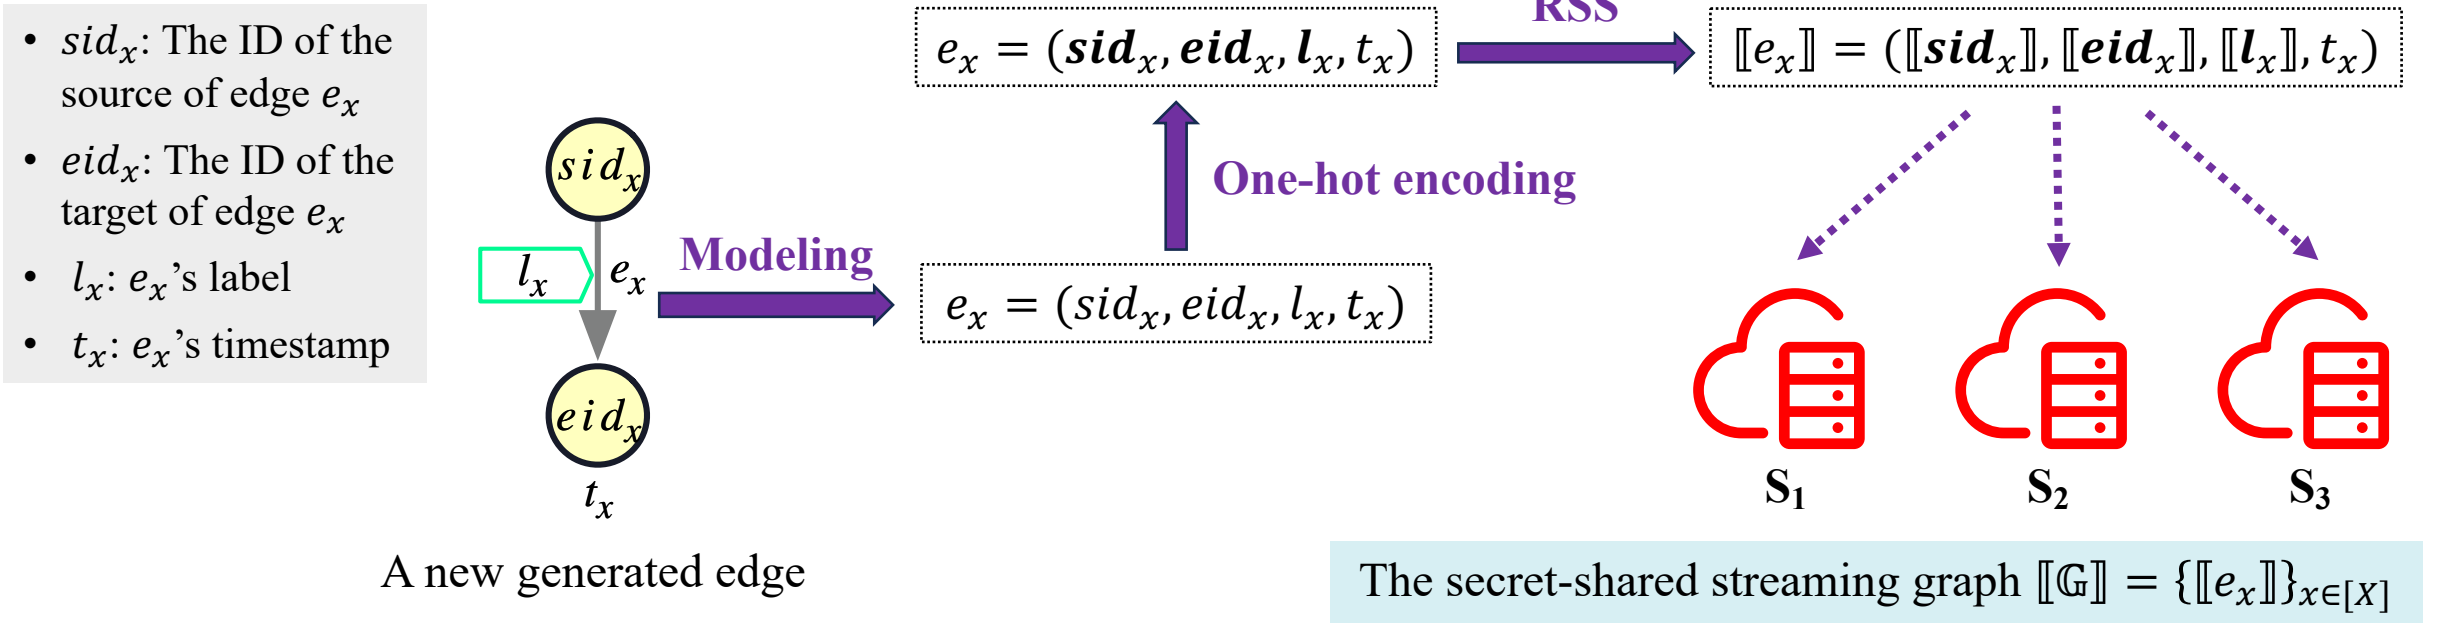 • sidₓ: The ID of the
source of edge eₓ
• eidₓ: The ID of the
target of edge eₓ
• lₓ: eₓ’s label
• tₓ: eₓ’s timestamp
sidₓ
lₓ
eₓ
eidₓ
tₓ
A new generated edge
Modeling
eₓ = (sidₓ, eidₓ, lₓ, tₓ)
One-hot encoding
eₓ = (𝒔𝒊𝒅ₓ, 𝒆𝒊𝒅ₓ, 𝒍ₓ, tₓ)
RSS
⟦eₓ⟧ = (⟦𝒔𝒊𝒅ₓ⟧, ⟦𝒆𝒊𝒅ₓ⟧, ⟦𝒍ₓ⟧, tₓ)
S₁ S₂ S₃
The secret-shared streaming graph ⟦𝔾⟧ = {⟦eₓ⟧}ₓ∈[X]